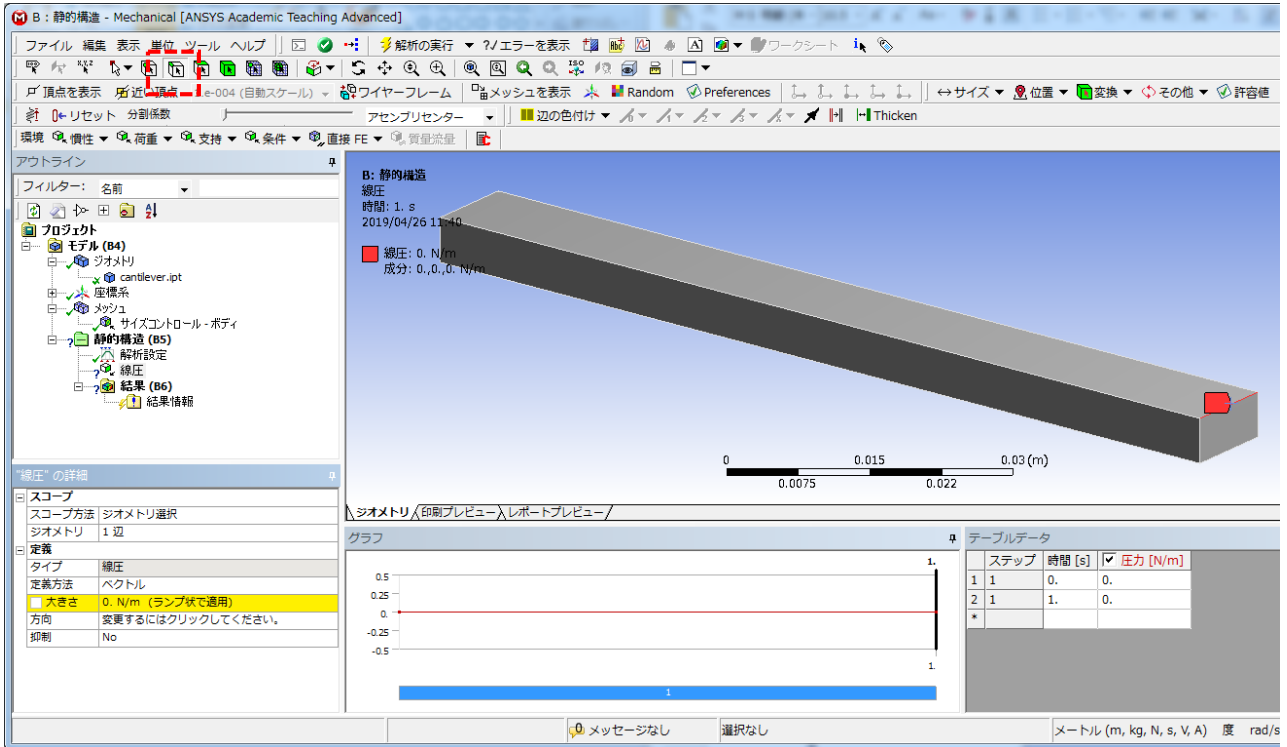 B : 静的構造 - Mechanical [ANSYS Academic Teaching Advanced]
ファイル 編集 表示 単位 ツール ヘルプ 解析の実行 ?/エラーを表示 A ワークシート
ISO
頂点を表示 近 頂点 e-004 (自動スケール) ワイヤーフレーム メッシュを表示 Random Preferences サイズ 位置 変換 その他 許容値
リセット 分割係数 アセンブリセンター 辺の色付け Thicken
環境 慣性 荷重 支持 条件 直接 FE 質量流量
アウトライン
フィルター: 名前
プロジェクト
モデル (B4)
ジオメトリ
cantilever.ipt
座標系
メッシュ
サイズコントロール - ボディ
静的構造 (B5)
解析設定
線圧
結果 (B6)
結果情報
B: 静的構造
線圧
時間: 1. s
2019/04/26 11:40
線圧: 0. N/m
成分: 0.,0.,0. N/m
0 0.015 0.03 (m)
0.0075 0.022
ジオメトリ 印刷プレビュー レポートプレビュー
"線圧" の詳細
スコープ
スコープ方法 ジオメトリ選択
ジオメトリ 1 辺
定義
タイプ 線圧
定義方法 ベクトル
大きさ 0. N/m (ランプ状で適用)
方向 変更するにはクリックしてください。
抑制 No
グラフ
1.
0.5
0.25
0.
-0.25
-0.5
1.
1
テーブルデータ
ステップ 時間 [s] 圧力 [N/m]
1 1 0. 0.
2 1 1. 0.
*
メッセージなし 選択なし メートル (m, kg, N, s, V, A) 度 rad/s